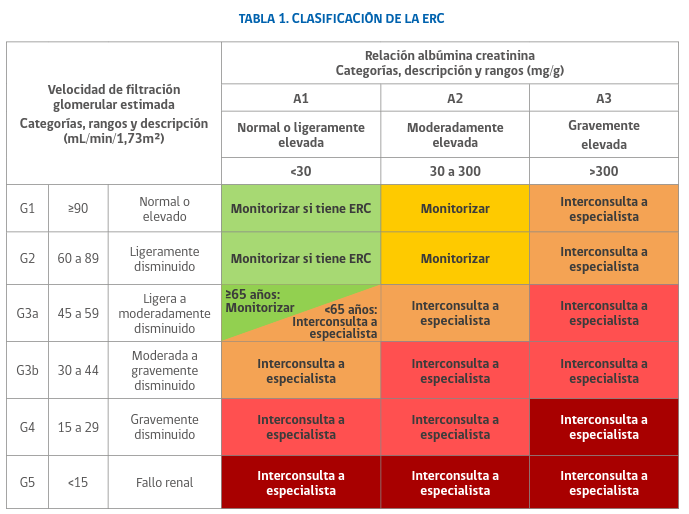 TABLA 1. CLASIFICACIÓN DE LA ERC
Velocidad de filtración
glomerular estimada
Categorías, rangos y descripción
(mL/min/1,73m²)
Relación albúmina creatinina
Categorías, descripción y rangos (mg/g)
A1
A2
A3
Normal o ligeramente
elevada
Moderadamente
elevada
Gravemente
elevada
<30
30 a 300
>300
G1
≥90
Normal o
elevado
Monitorizar si tiene ERC
Monitorizar
Interconsulta a
especialista
G2
60 a 89
Ligeramente
disminuido
Monitorizar si tiene ERC
Monitorizar
Interconsulta a
especialista
G3a
45 a 59
Ligera a
moderadamente
disminuido
≥65 años:
Monitorizar
<65 años:
Interconsulta a
especialista
Interconsulta a
especialista
Interconsulta a
especialista
G3b
30 a 44
Moderada a
gravemente
disminuido
Interconsulta a
especialista
Interconsulta a
especialista
Interconsulta a
especialista
G4
15 a 29
Gravemente
disminuido
Interconsulta a
especialista
Interconsulta a
especialista
Interconsulta a
especialista
G5
<15
Fallo renal
Interconsulta a
especialista
Interconsulta a
especialista
Interconsulta a
especialista